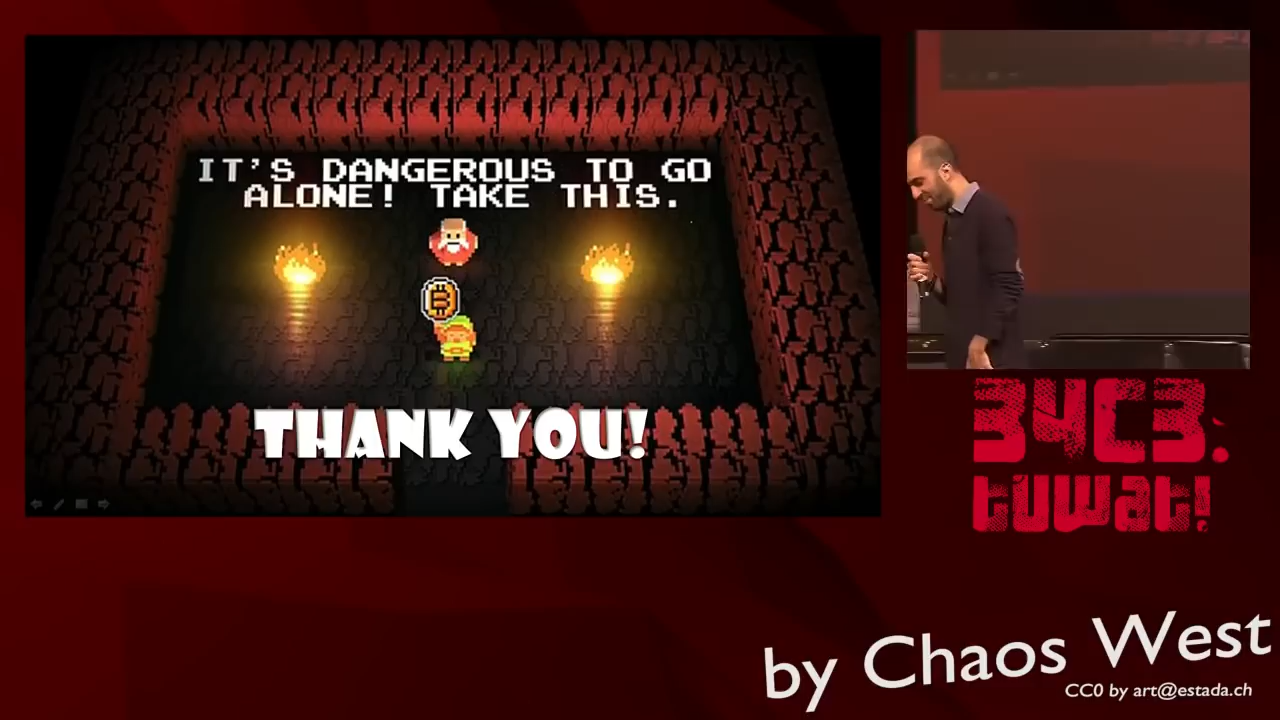 IT'S DANGEROUS TO GO
ALONE! TAKE THIS.
B
THANK YOU!
34C3:
tuwat!
by Chaos West
CC0 by art@estada.ch